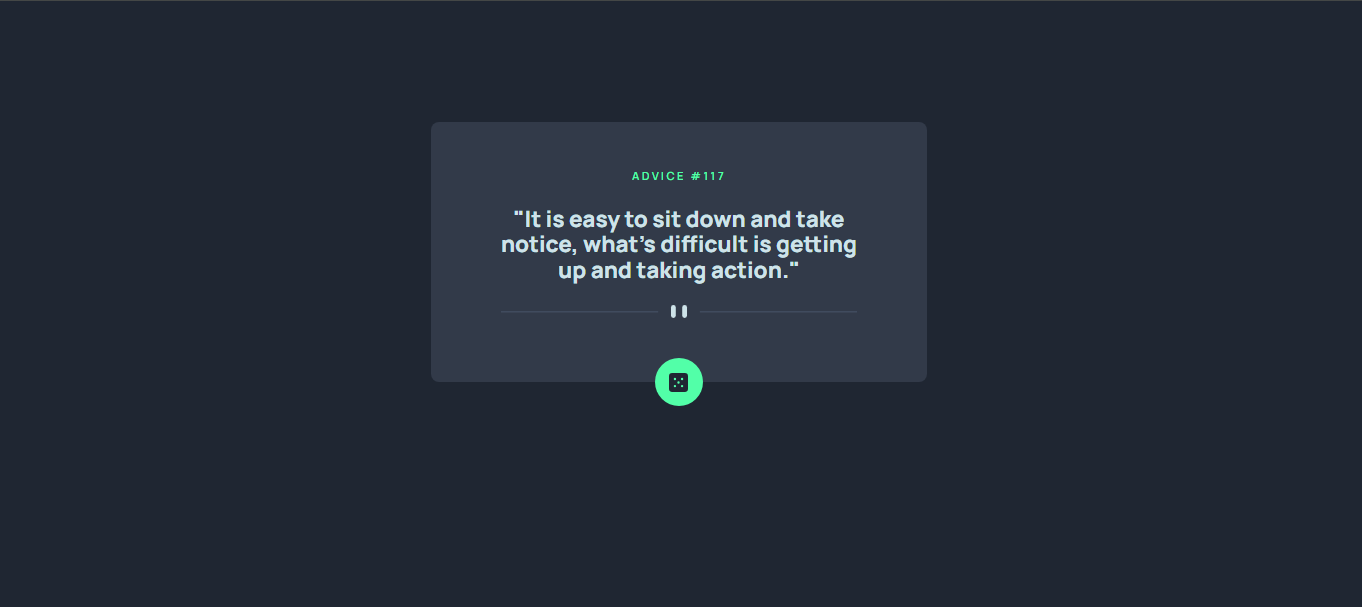 ADVICE #117
"It is easy to sit down and take
notice, what's difficult is getting
up and taking action."